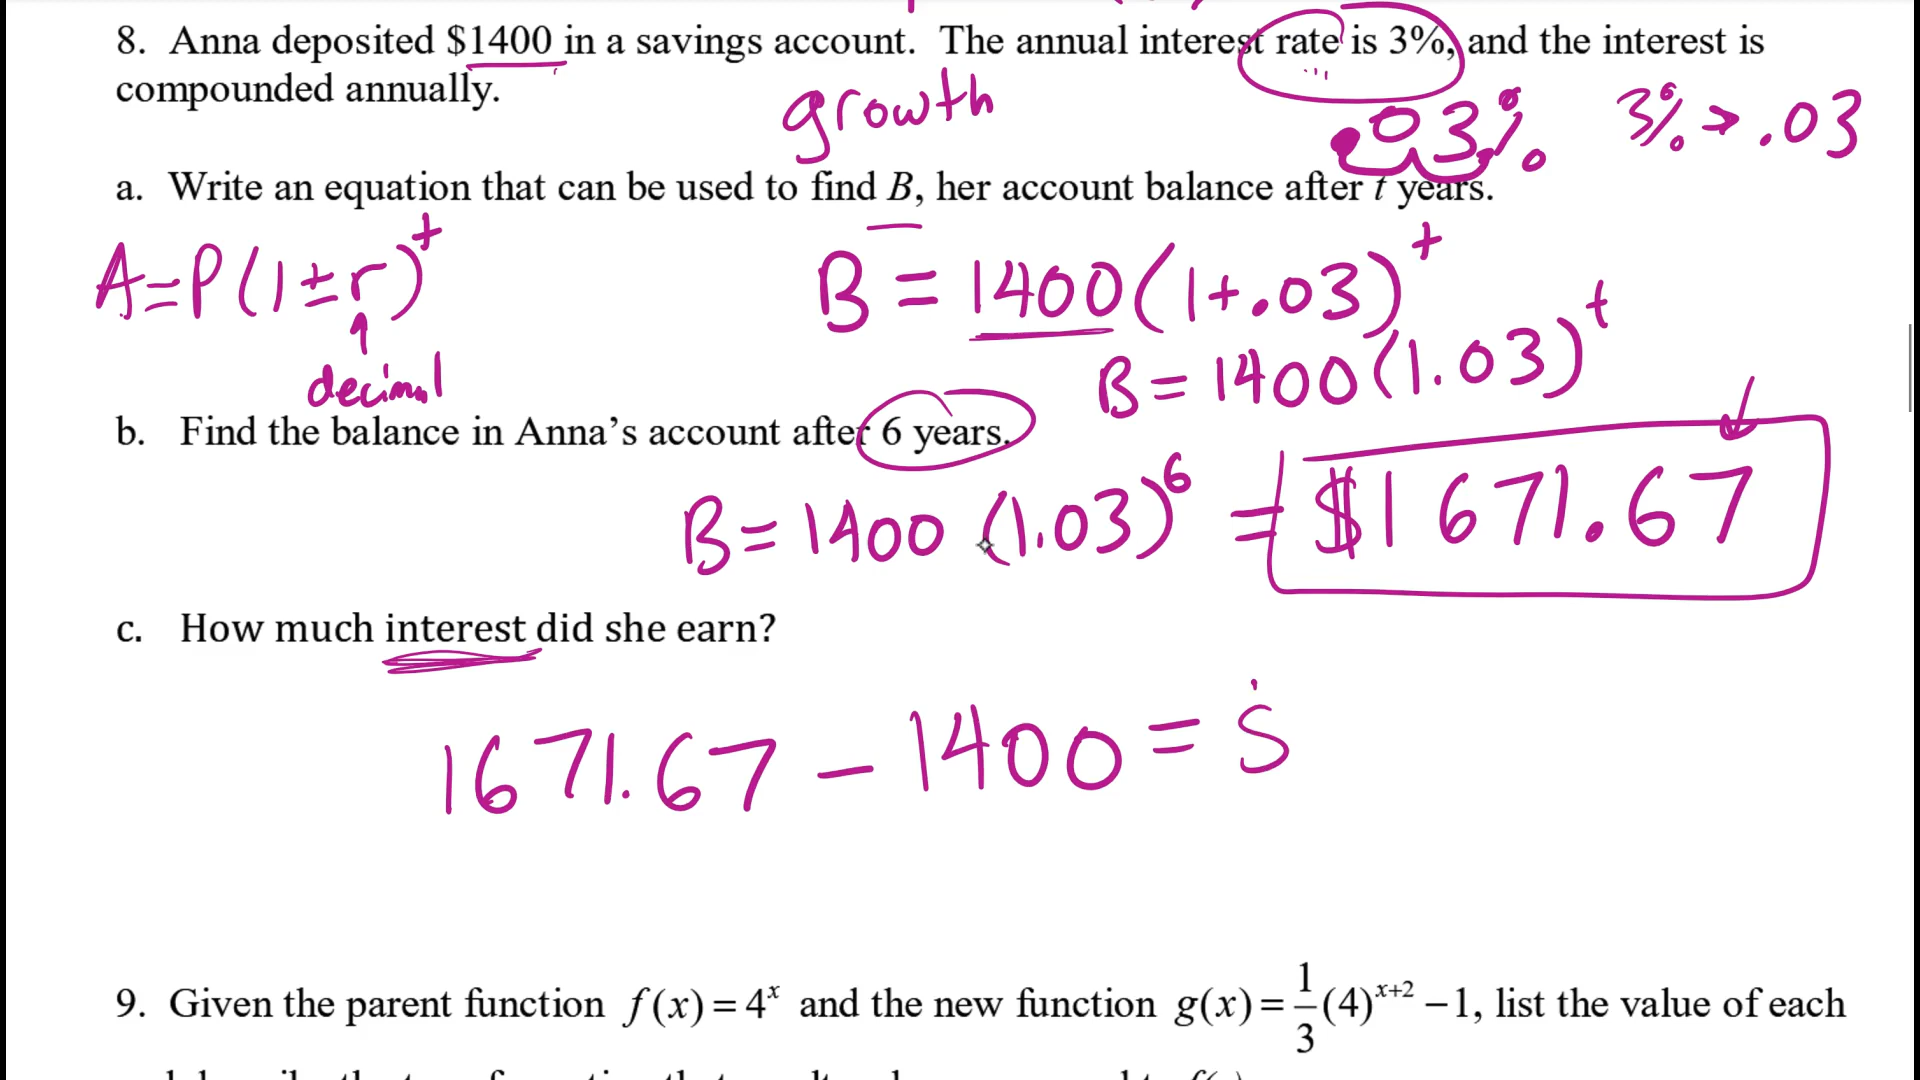 8. Anna deposited $1400 in a savings account. The annual interest rate is 3%, and the interest is
compounded annually.
growth
.03% 3% → .03
a. Write an equation that can be used to find B, her account balance after t years.
A=P(1±r)^t
decimal
B = 1400(1+.03)^t
B = 1400(1.03)^t
b. Find the balance in Anna’s account after 6 years.
B = 1400 (1.03)^6 = $1671.67
c. How much interest did she earn?
1671.67 – 1400 =
9. Given the parent function f(x) = 4^x and the new function g(x) = 1/3 (4)^(x+2) – 1, list the value of each